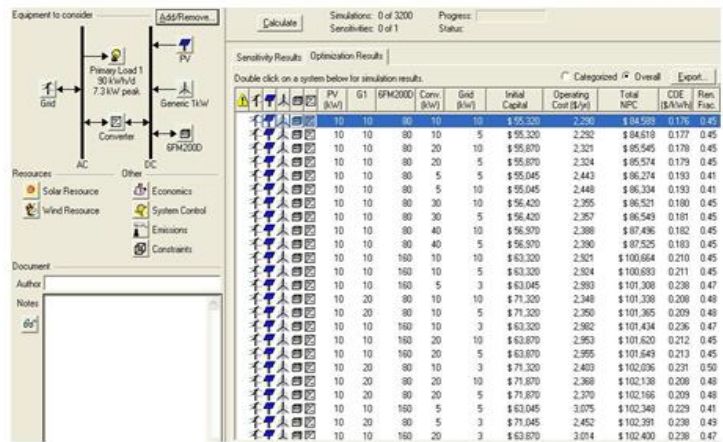 Equipment to consider
Add/Remove...
Primary Load 1
90 kWh/d
7.3 kW peak
PV
Grid
Generic 1kW
Converter
6FM200D
AC
DC
Resources
Other
Solar Resource
Economics
Wind Resource
System Control
Emissions
Constraints
Document
Author
Notes
Calculate
Simulations: 0 of 3200
Progress:
Sensitivities: 0 of 1
Status:
Sensitivity Results
Optimization Results
Double click on a system below for simulation results.
Categorized
Overall
Export...
PV (kW) G1 6FM200D Conv. (kW) Grid (kW) Initial Capital Operating Cost ($/yr) Total NPC COE ($/kWh) Ren. Frac.
10 10 80 10 10 $ 55,320 2,290 $ 84,589 0.176 0.45
10 10 80 10 5 $ 55,320 2,292 $ 84,618 0.177 0.45
10 10 80 20 10 $ 55,870 2,321 $ 85,545 0.178 0.45
10 10 80 20 5 $ 55,870 2,324 $ 85,574 0.179 0.45
10 10 80 5 5 $ 55,045 2,443 $ 86,274 0.193 0.41
10 10 80 5 10 $ 55,045 2,448 $ 86,334 0.193 0.41
10 10 80 30 10 $ 56,420 2,355 $ 86,521 0.180 0.45
10 10 80 30 5 $ 56,420 2,357 $ 86,549 0.181 0.45
10 10 80 40 10 $ 56,970 2,388 $ 87,496 0.182 0.45
10 10 80 40 5 $ 56,970 2,390 $ 87,525 0.183 0.45
10 10 160 10 10 $ 63,320 2,921 $ 100,664 0.210 0.45
10 10 160 10 5 $ 63,320 2,924 $ 100,693 0.211 0.45
10 10 160 5 3 $ 63,045 2,993 $ 101,308 0.238 0.47
10 20 80 10 10 $ 71,320 2,348 $ 101,338 0.208 0.48
10 20 80 10 5 $ 71,320 2,350 $ 101,365 0.209 0.48
10 10 160 10 3 $ 63,320 2,982 $ 101,434 0.236 0.47
10 10 160 20 10 $ 63,870 2,953 $ 101,620 0.212 0.45
10 10 160 20 5 $ 63,870 2,955 $ 101,649 0.213 0.45
10 20 80 10 3 $ 71,320 2,403 $ 102,036 0.231 0.50
10 20 80 20 10 $ 71,870 2,368 $ 102,138 0.208 0.48
10 20 80 20 5 $ 71,870 2,370 $ 102,166 0.209 0.48
10 10 160 5 5 $ 63,045 3,075 $ 102,348 0.229 0.41
10 20 80 5 3 $ 71,045 2,452 $ 102,391 0.239 0.49
10 10 160 20 3 $ 63,870 3,014 $ 102,400 0.238 0.47